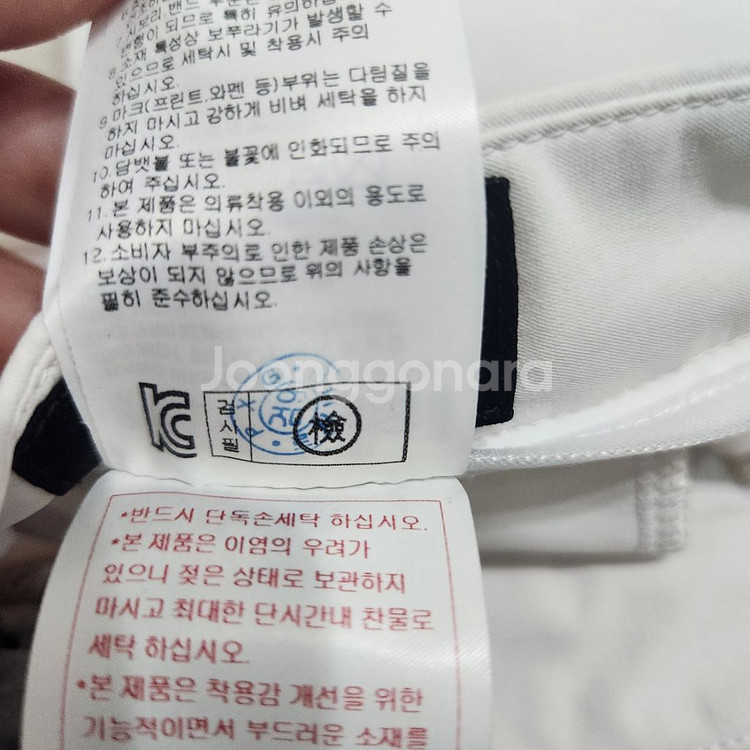 7.시보리.밴드 부분은
변형이 되므로 특히 유의하십
8.소재 특성상 보푸라기가 발생할 수
있으므로 세탁시 및 착용시 주의
하십시오.
9.마크(프린트.와펜 등)부위는 다림질을
하지 마시고 강하게 비벼 세탁을 하지
마십시오.
10.담뱃불 또는 불꽃에 인화되므로 주의
하여 주십시오.
11.본 제품은 의류착용 이외의 용도로
사용하지 마십시오.
12.소비자 부주의로 인한 제품 손상은
보상이 되지 않으므로 위의 사항을
필히 준수하십시오.
Joonggonara
KC
검사필
檢
*반드시 단독손세탁 하십시오.
*본 제품은 이염의 우려가
있으니 젖은 상태로 보관하지
마시고 최대한 단시간내 찬물로
세탁 하십시오.
*본 제품은 착용감 개선을 위한
기능적이면서 부드러운 소재를